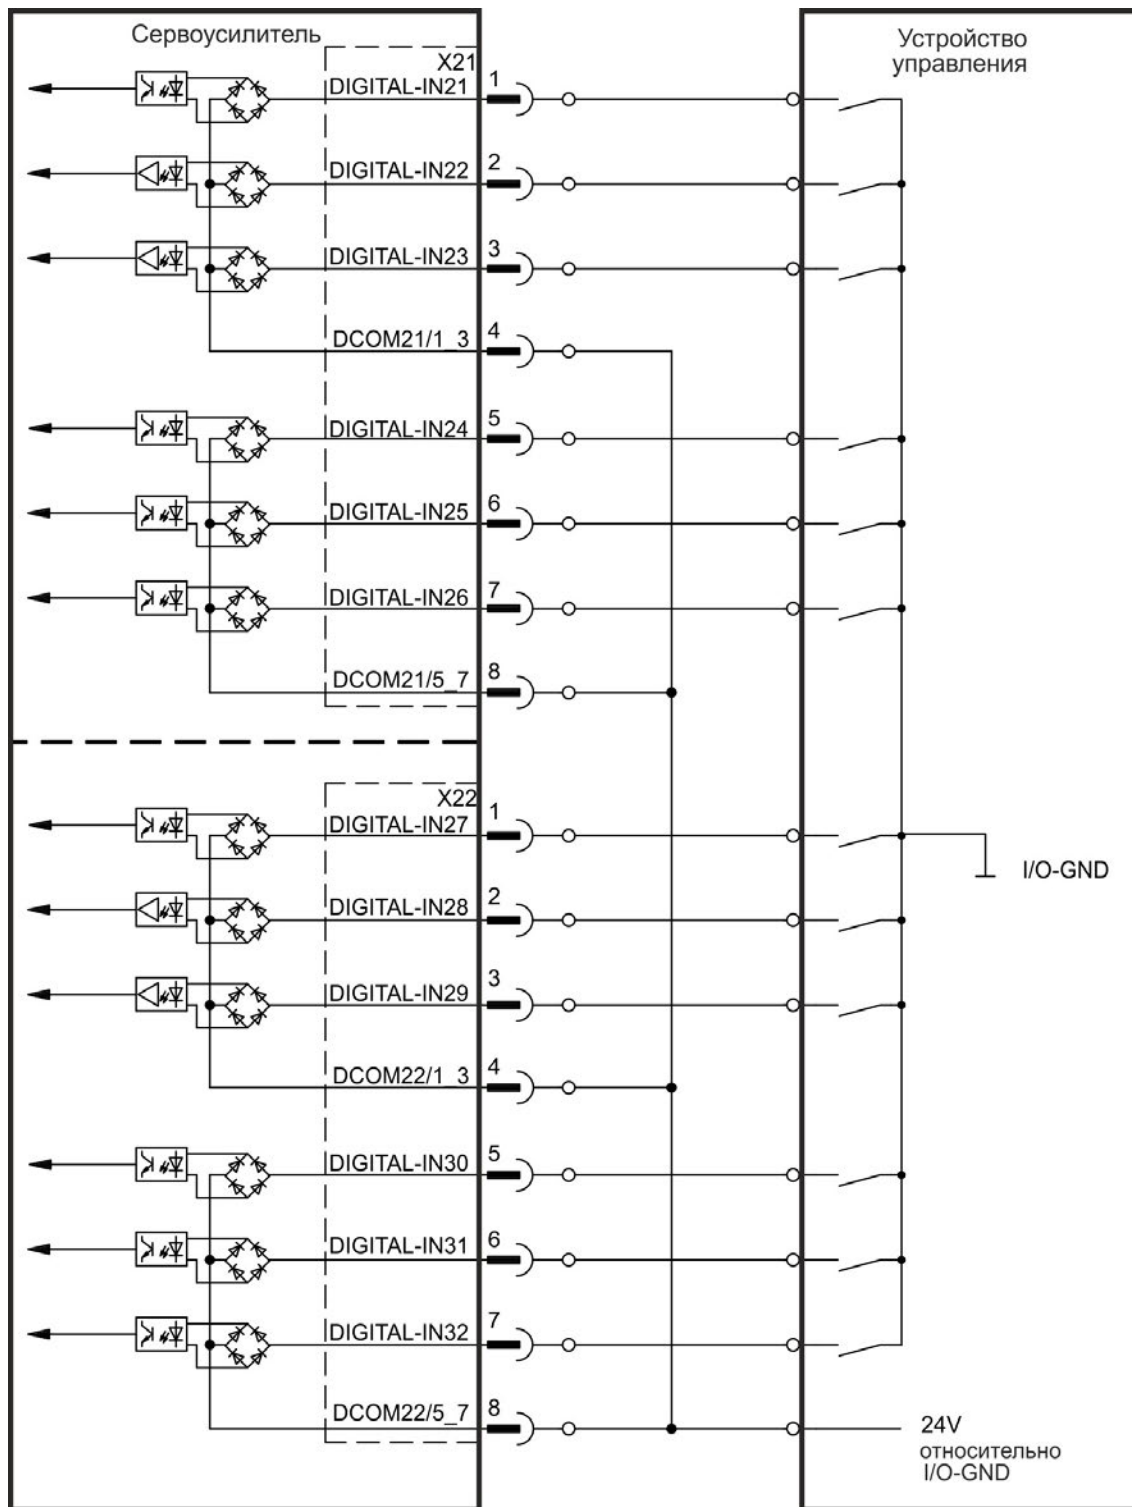 Сервоусилитель
Устройство
управления
X21
DIGITAL-IN21
1
DIGITAL-IN22
2
DIGITAL-IN23
3
DCOM21/1_3
4
DIGITAL-IN24
5
DIGITAL-IN25
6
DIGITAL-IN26
7
DCOM21/5_7
8
X22
DIGITAL-IN27
1
I/O-GND
DIGITAL-IN28
2
DIGITAL-IN29
3
DCOM22/1_3
4
DIGITAL-IN30
5
DIGITAL-IN31
6
DIGITAL-IN32
7
DCOM22/5_7
8
24V
относительно
I/O-GND